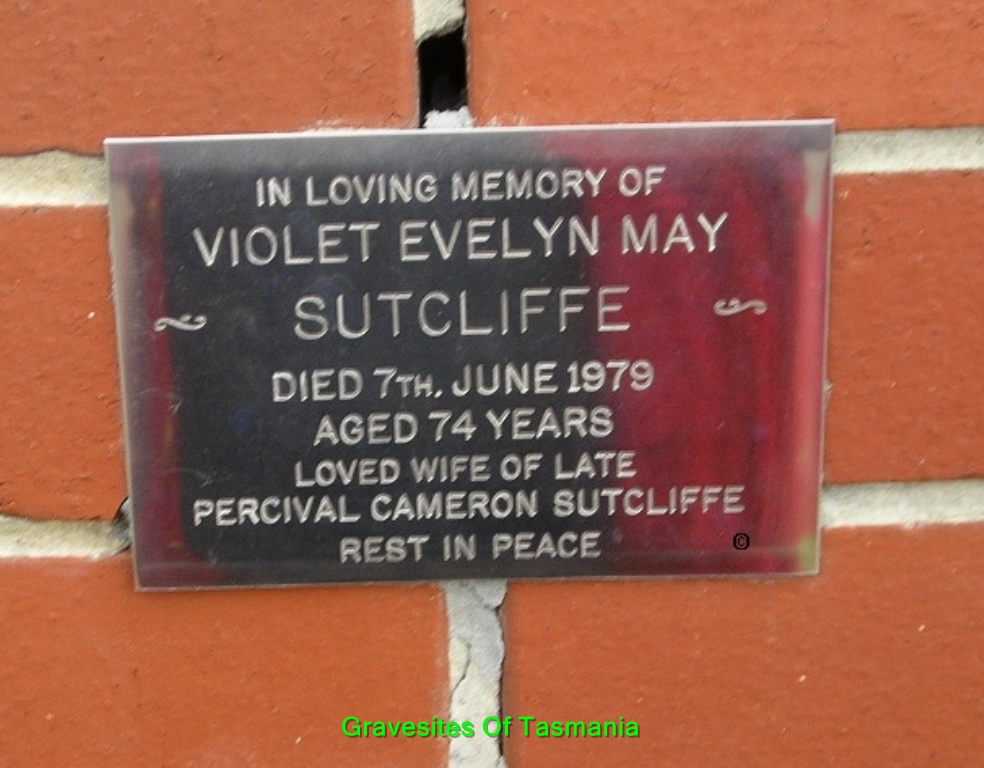 IN LOVING MEMORY OF
VIOLET EVELYN MAY
SUTCLIFFE
DIED 7TH. JUNE 1979
AGED 74 YEARS
LOVED WIFE OF LATE
PERCIVAL CAMERON SUTCLIFFE
REST IN PEACE
©
Gravesites Of Tasmania